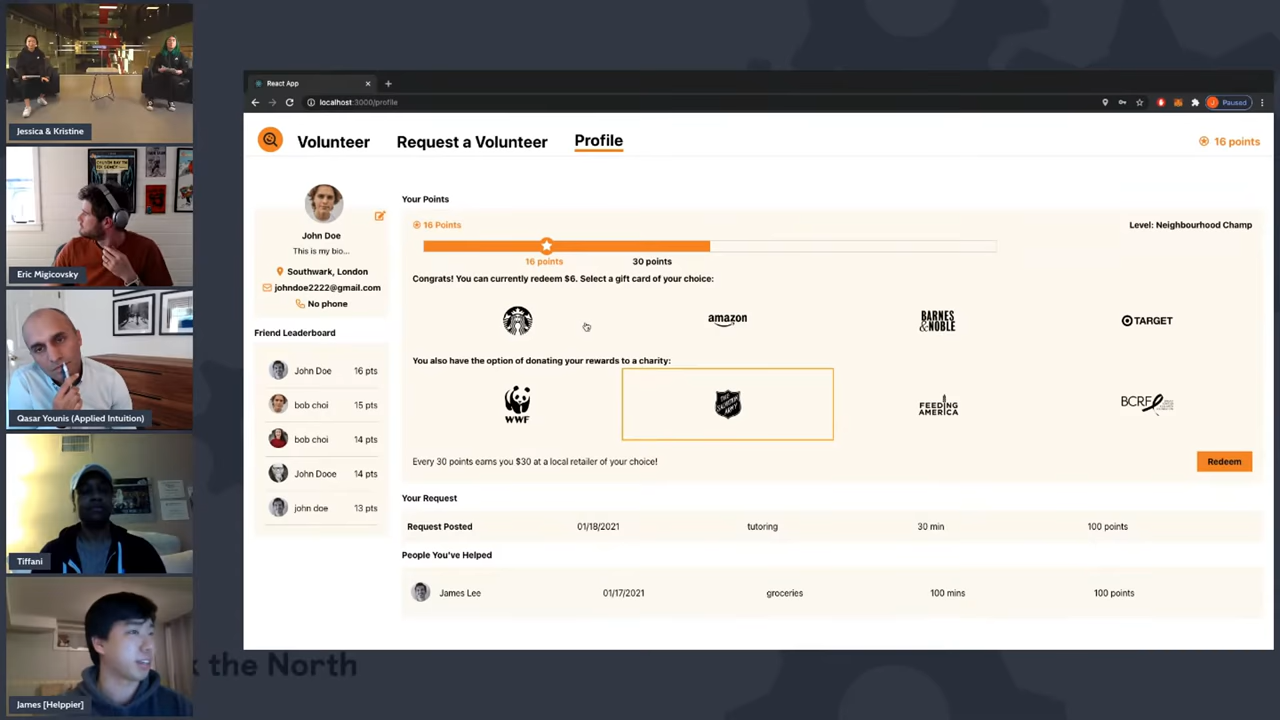 Jessica & Kristine
Eric Migicovsky
Qasar Younis (Applied Intuition)
Tiffani
James [Helppier]
React App
localhost:3000/profile
Paused
Volunteer
Request a Volunteer
Profile
16 points
John Doe
This is my bio...
Southwark, London
johndoe2222@gmail.com
No phone
Friend Leaderboard
John Doe 16 pts
bob choi 15 pts
bob choi 14 pts
John Dooe 14 pts
john doe 13 pts
Your Points
16 Points
Level: Neighbourhood Champ
16 points
30 points
Congrats! You can currently redeem $6. Select a gift card of your choice:
amazon
BARNES
&NOBLE
TARGET
You also have the option of donating your rewards to a charity:
WWF
THE
SALVATION
ARMY
FEEDING
AMERICA
BCRF
Every 30 points earns you $30 at a local retailer of your choice!
Redeem
Your Request
Request Posted 01/18/2021 tutoring 30 min 100 points
People You've Helped
James Lee 01/17/2021 groceries 100 mins 100 points
the North